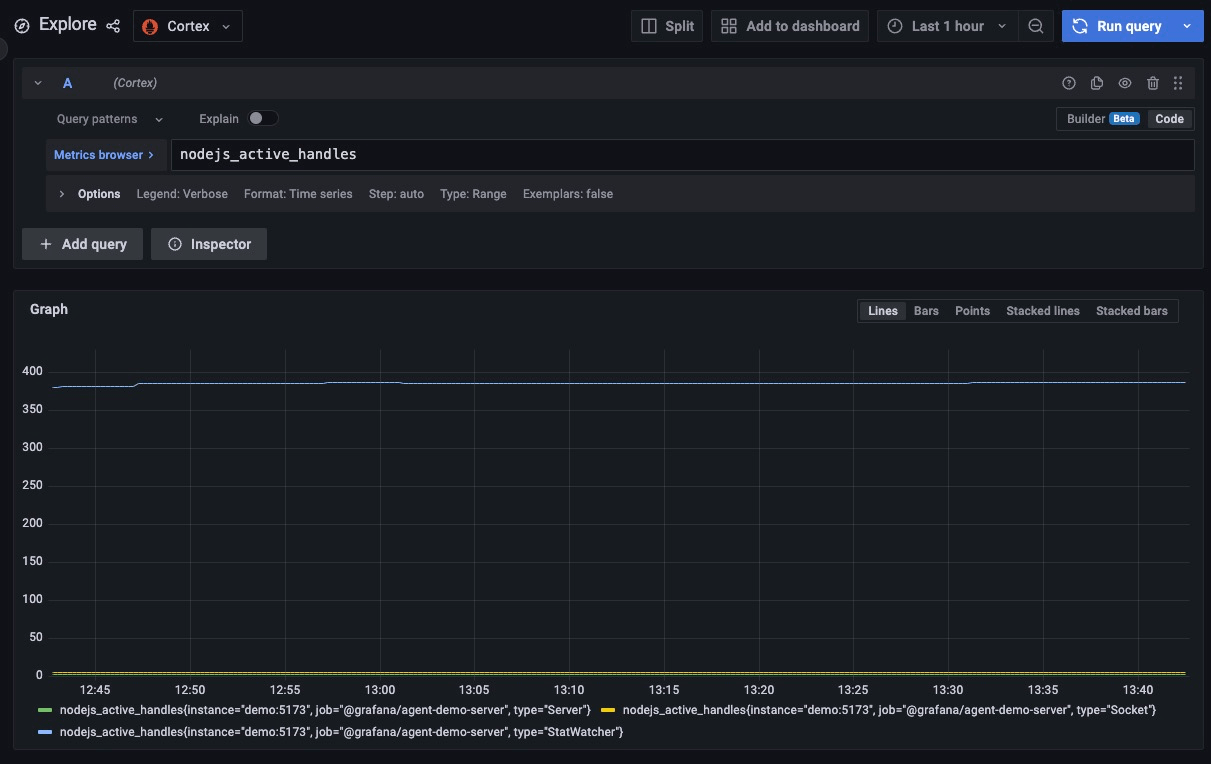 Explore Cortex Split Add to dashboard Last 1 hour Run query
A (Cortex)
Query patterns Explain Builder Beta Code
Metrics browser > nodejs_active_handles
Options Legend: Verbose Format: Time series Step: auto Type: Range Exemplars: false
+ Add query Inspector
Graph Lines Bars Points Stacked lines Stacked bars
400
350
300
250
200
150
100
50
0
12:45 12:50 12:55 13:00 13:05 13:10 13:15 13:20 13:25 13:30 13:35 13:40
nodejs_active_handles{instance="demo:5173", job="@grafana/agent-demo-server", type="Server"} nodejs_active_handles{instance="demo:5173", job="@grafana/agent-demo-server", type="Socket"}
nodejs_active_handles{instance="demo:5173", job="@grafana/agent-demo-server", type="StatWatcher"}